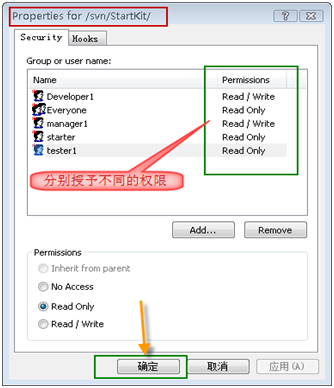 Properties for /svn/StartKit/
Security Hooks
Group or user name:
Name Permissions
Developer1 Read / Write
Everyone Read Only
manager1 Read / Write
starter Read Only
tester1 Read Only
分别授予不同的权限
Add... Remove
Permissions
Inherit from parent
No Access
Read Only
Read / Write
确定 取消 应用(A)